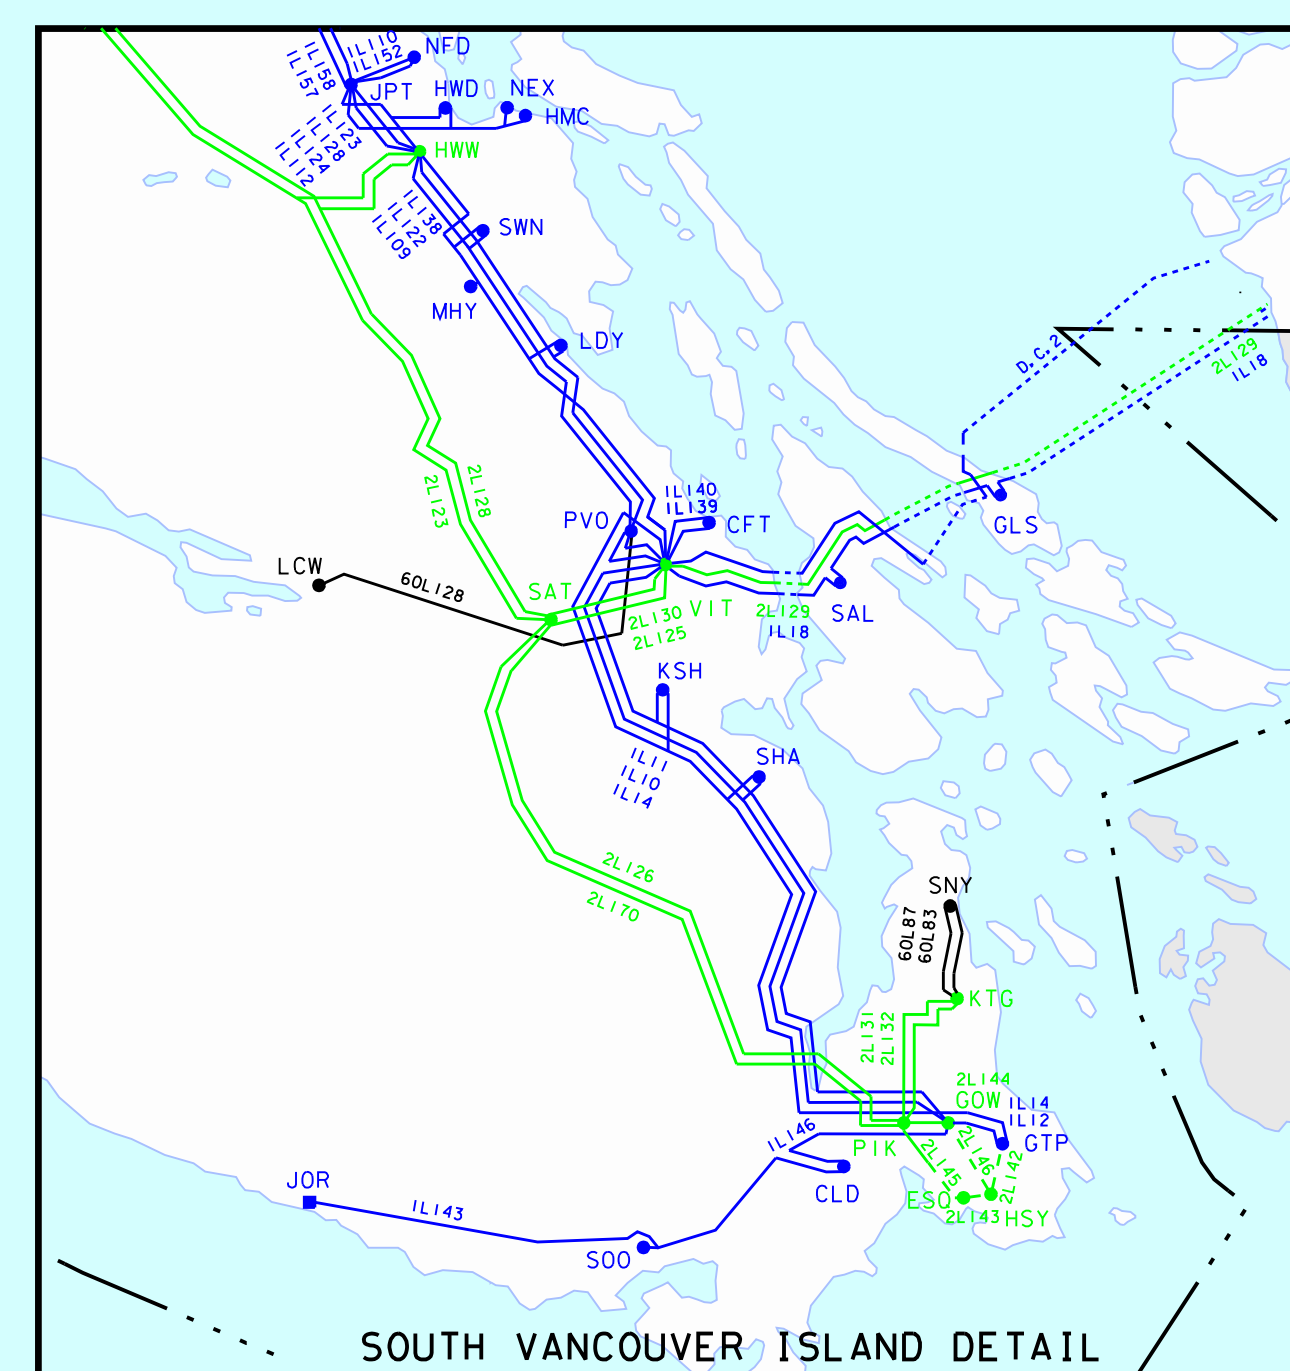 1L110
1L152
NFD
1L158
1L157
JPT
HWD
NEX
HMC
1L123
1L128
1L124
1L112
HWW
1L138
1L122
1L109
SWN
MHY
LDY
D.C.2
2L129
1L18
2L128
2L123
1L140
1L139
PVO
CFT
GLS
LCW
60L128
SAT
2L130
2L125
VIT
2L129
1L18
SAL
KSH
1L11
1L10
1L14
SHA
2L126
2L170
SNY
60L87
60L83
KTG
2L131
2L132
2L144
GOW
1L14
1L12
1L146
PIK
2L145
2L146
2L142
GTP
CLD
ESQ
2L143
HSY
JOR
1L143
SOO
SOUTH VANCOUVER ISLAND DETAIL